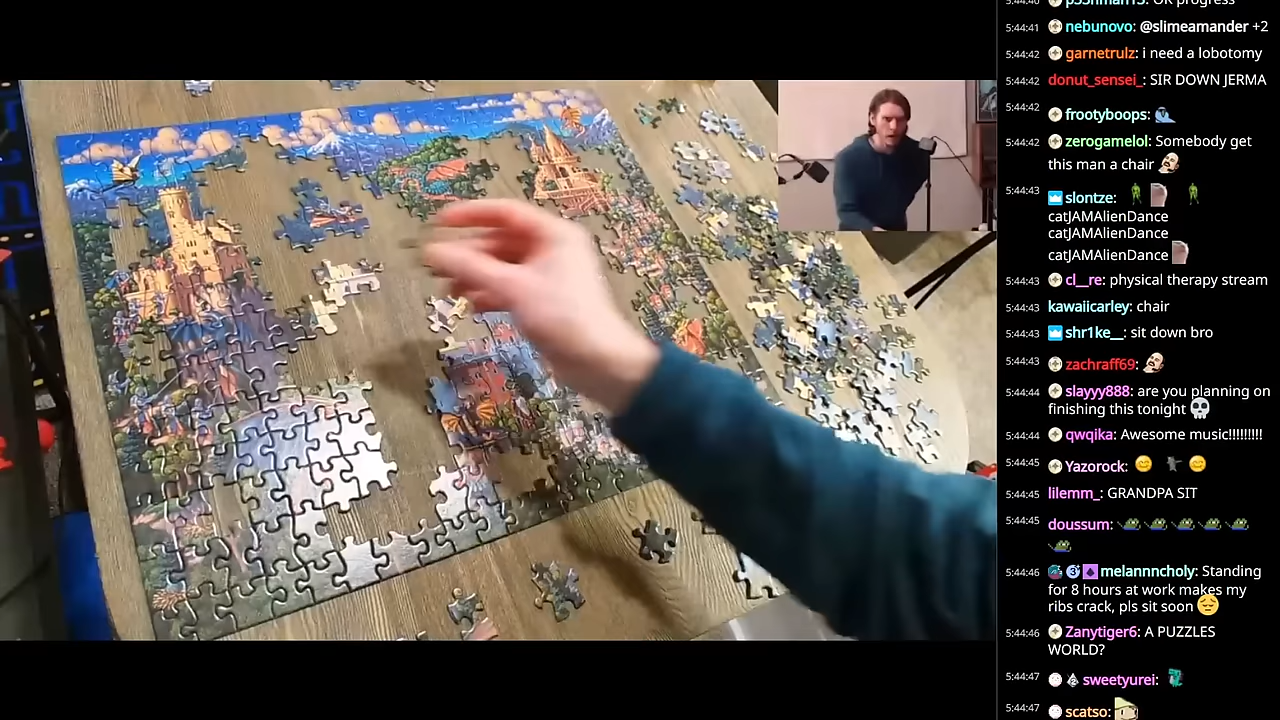 5:44:40 p33nman13: OK progress
5:44:41 nebunovo: @slimeamander +2
5:44:42 garnetrulz: i need a lobotomy
5:44:42 donut_sensei_: SIR DOWN JERMA
5:44:42 frootyboops:
5:44:42 zerogamelol: Somebody get
this man a chair
5:44:43 slontze:
catJAMAlienDance
catJAMAlienDance
catJAMAlienDance
5:44:43 cl__re: physical therapy stream
5:44:43 kawaiicarley: chair
5:44:43 shr1ke__: sit down bro
5:44:43 zachraff69:
5:44:44 slayyy888: are you planning on
finishing this tonight
5:44:44 qwqika: Awesome music!!!!!!!!!
5:44:45 Yazorock:
5:44:45 lilemm_: GRANDPA SIT
5:44:45 doussum:
5:44:46 melannncholy: Standing
for 8 hours at work makes my
ribs crack, pls sit soon
5:44:46 Zanytiger6: A PUZZLES
WORLD?
5:44:47 sweetyurei:
5:44:47 scatso: